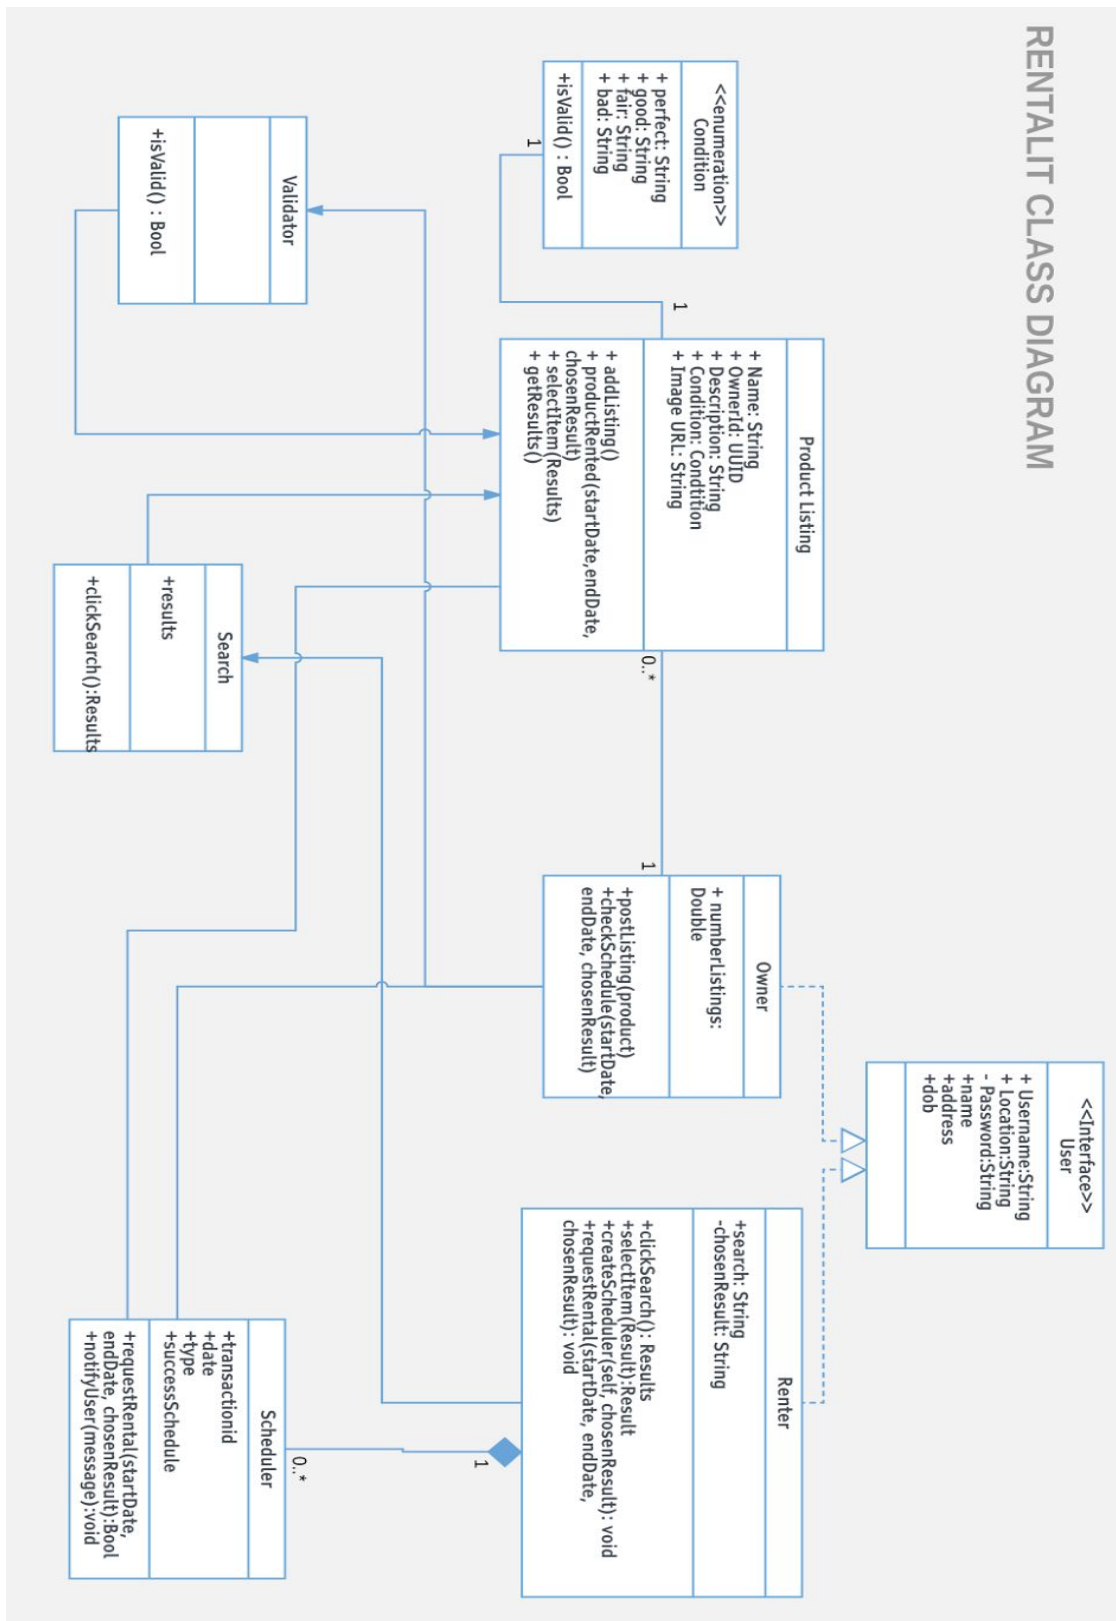 RENTALIT CLASS DIAGRAM
<<enumeration>>
Condition
+ perfect: String
+ good: String
+ fair: String
+ bad: String
+isValid() : Bool
1
1
Product Listing
+ Name: String
+ OwnerId: UUID
+ Description: String
+ Condition: Condtition
+ Image URL: String
+ addListing()
+ productRented(startDate,endDate,
chosenResult)
+ selectItem(Results)
+ getResults()
0..*
1
Validator
+isValid() : Bool
Search
+results
+clickSearch():Results
Owner
+ numberListings:
Double
+postListing(product)
+checkSchedule(startDate,
endDate, chosenResult)
<<Interface>>
User
+ Username:String
+ Location:String
- Password:String
+name
+address
+dob
Renter
+search: String
-chosenResult: String
+clickSearch(): Results
+selectItem(Result):Result
+createScheduler(self, chosenResult): void
+requestRental(startDate, endDate,
chosenResult): void
1
0..*
Scheduler
+transactionid
+date
+type
+successSchedule
+requestRental(startDate,
endDate, chosenResult):Bool
+notifyUser(message):void